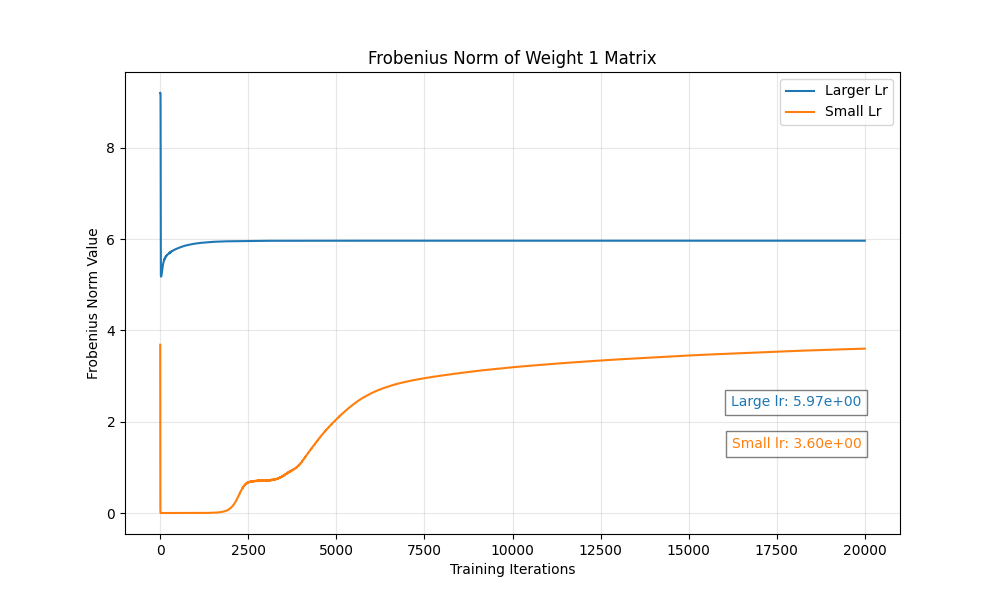 Frobenius Norm of Weight 1 Matrix
Larger Lr
Small Lr
Frobenius Norm Value
8
6
4
2
0
Large lr: 5.97e+00
Small lr: 3.60e+00
0 2500 5000 7500 10000 12500 15000 17500 20000
Training Iterations